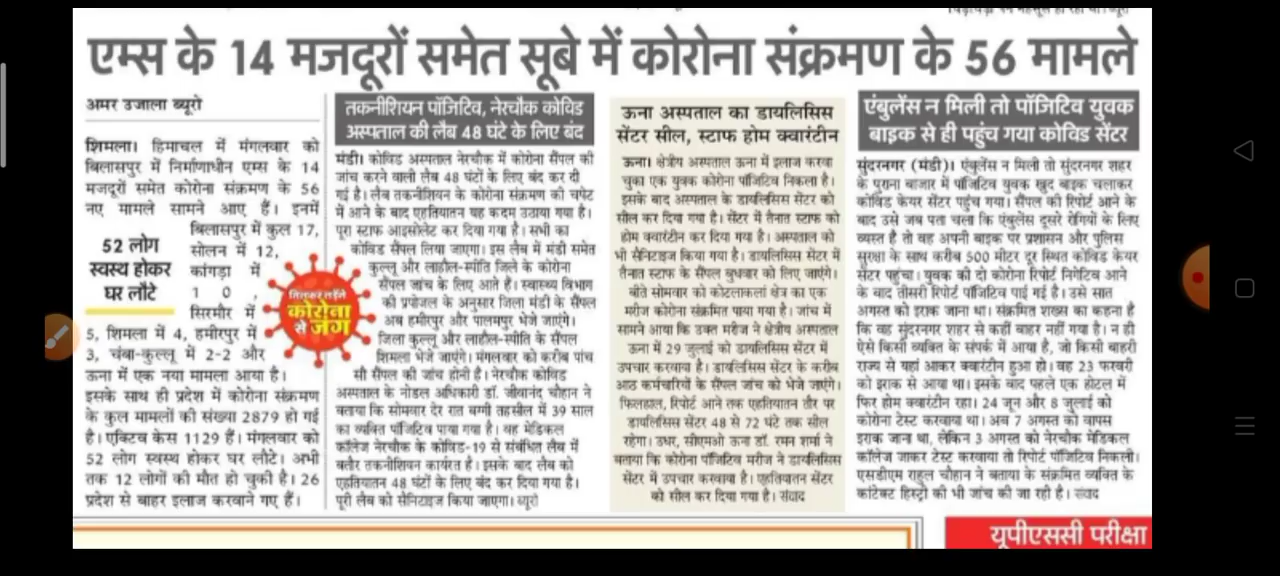 एम्स के 14 मजदूरों समेत सूबे में कोरोना संक्रमण के 56 मामले
अमर उजाला ब्यूरो
शिमला। हिमाचल में मंगलवार को
बिलासपुर में निर्माणाधीन एम्स के 14
मजदूरों समेत कोरोना संक्रमण के 56
नए मामले सामने आए हैं। इनमें
बिलासपुर में कुल 17,
सोलन में 12,
कांगड़ा में
10,
सिरमौर में
5, शिमला में 4, हमीरपुर में
3, चंबा-कुल्लू में 2-2 और
ऊना में एक नया मामला आया है।
इसके साथ ही प्रदेश में कोरोना संक्रमण
के कुल मामलों की संख्या 2879 हो गई
है। एक्टिव केस 1129 हैं। मंगलवार को
52 लोग स्वस्थ होकर घर लौटे। अभी
तक 12 लोगों की मौत हो चुकी है। 26
प्रदेश से बाहर इलाज करवाने गए हैं।
52 लोग
स्वस्थ होकर
घर लौटे
मिलकर लड़ेंगे
कोरोना
से जंग
तकनीशियन पॉजिटिव, नेरचौक कोविड
अस्पताल की लैब 48 घंटे के लिए बंद
मंडी। कोविड अस्पताल नेरचौक में कोरोना सैंपल की
जांच करने वाली लैब 48 घंटों के लिए बंद कर दी
गई है। लैब तकनीशियन के कोरोना संक्रमण की चपेट
में आने के बाद एहतियातन यह कदम उठाया गया है।
पूरा स्टाफ आइसोलेट कर दिया गया है। सभी का
कोविड सैंपल लिया जाएगा। इस लैब में मंडी समेत
कुल्लू और लाहौल-स्पीति जिले के कोरोना
सैंपल जांच के लिए आते हैं। स्वास्थ्य विभाग
की प्रपोजल के अनुसार जिला मंडी के सैंपल
अब हमीरपुर और पालमपुर भेजे जाएंगे।
जिला कुल्लू और लाहौल-स्पीति के सैंपल
शिमला भेजे जाएंगे। मंगलवार को करीब पांच
सौ सैंपल की जांच होनी है। नेरचौक कोविड
अस्पताल के नोडल अधिकारी डॉ. जीवानंद चौहान ने
बताया कि सोमवार देर रात बग्गी तहसील में 39 साल
का व्यक्ति पॉजिटिव पाया गया है। वह मेडिकल
कॉलेज नेरचौक के कोविड-19 से संबंधित लैब में
बतौर तकनीशियन कार्यरत है। इसके बाद लैब को
एहतियातन 48 घंटों के लिए बंद कर दिया गया है।
पूरी लैब को सैनिटाइज किया जाएगा। ब्यूरो
ऊना अस्पताल का डायलिसिस
सेंटर सील, स्टाफ होम क्वारंटीन
ऊना। क्षेत्रीय अस्पताल ऊना में इलाज करवा
चुका एक युवक कोरोना पॉजिटिव निकला है।
इसके बाद अस्पताल के डायलिसिस सेंटर को
सील कर दिया गया है। सेंटर में तैनात स्टाफ को
होम क्वारंटीन कर दिया गया है। अस्पताल को
भी सैनिटाइज किया गया है। डायलिसिस सेंटर में
तैनात स्टाफ के सैंपल बुधवार को लिए जाएंगे।
बीते सोमवार को कोटलाकलां क्षेत्र का एक
मरीज कोरोना संक्रमित पाया गया है। जांच में
सामने आया कि उक्त मरीज ने क्षेत्रीय अस्पताल
ऊना में 29 जुलाई को डायलिसिस सेंटर में
उपचार करवाया है। डायलिसिस सेंटर के करीब
आठ कर्मचारियों के सैंपल जांच को भेजे जाएंगे।
फिलहाल, रिपोर्ट आने तक एहतियातन तौर पर
डायलिसिस सेंटर 48 से 72 घंटे तक सील
रहेगा। उधर, सीएमओ ऊना डॉ. रमन शर्मा ने
बताया कि कोरोना पॉजिटिव मरीज ने डायलिसिस
सेंटर में उपचार करवाया है। एहतियातन सेंटर
को सील कर दिया गया है। संवाद
एंबुलेंस न मिली तो पॉजिटिव युवक
बाइक से ही पहुंच गया कोविड सेंटर
सुंदरनगर (मंडी)। एंबुलेंस न मिली तो सुंदरनगर शहर
के पुराना बाजार में पॉजिटिव युवक खुद बाइक चलाकर
कोविड केयर सेंटर पहुंच गया। सैंपल की रिपोर्ट आने के
बाद उसे जब पता चला कि एंबुलेंस दूसरे रोगियों के लिए
व्यस्त है तो वह अपनी बाइक पर प्रशासन और पुलिस
सुरक्षा के साथ करीब 500 मीटर दूर स्थित कोविड केयर
सेंटर पहुंचा। युवक की दो कोरोना रिपोर्ट निगेटिव आने
के बाद तीसरी रिपोर्ट पॉजिटिव पाई गई है। उसे सात
अगस्त को इराक जाना था। संक्रमित शख्स का कहना है
कि वह सुंदरनगर शहर से कहीं बाहर नहीं गया है। न ही
ऐसे किसी व्यक्ति के संपर्क में आया है, जो किसी बाहरी
राज्य से यहां आकर क्वारंटीन हुआ हो। वह 23 फरवरी
को इराक से आया था। इसके बाद पहले एक होटल में
फिर होम क्वारंटीन रहा। 24 जून और 8 जुलाई को
कोरोना टेस्ट करवाया था। अब 7 अगस्त को वापस
इराक जाना था, लेकिन 3 अगस्त को नेरचौक मेडिकल
कॉलेज जाकर टेस्ट करवाया तो रिपोर्ट पॉजिटिव निकली।
एसडीएम राहुल चौहान ने बताया के संक्रमित व्यक्ति के
कांटेक्ट हिस्ट्री की भी जांच की जा रही है। संवाद
यूपीएससी परीक्षा